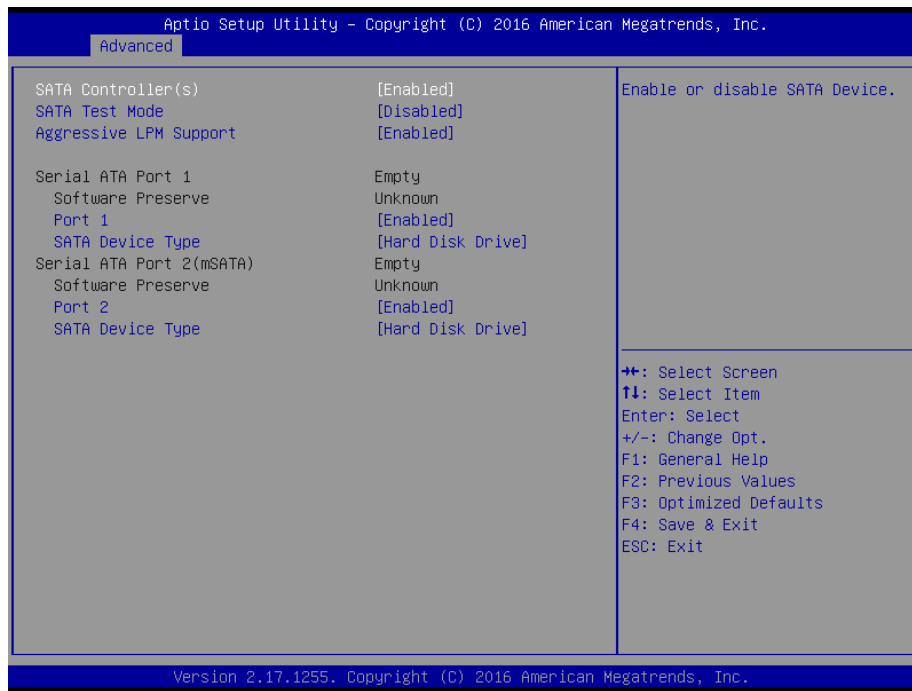 Aptio Setup Utility – Copyright (C) 2016 American Megatrends, Inc.
Advanced
SATA Controller(s) [Enabled]
SATA Test Mode [Disabled]
Aggressive LPM Support [Enabled]
Serial ATA Port 1 Empty
Software Preserve Unknown
Port 1 [Enabled]
SATA Device Type [Hard Disk Drive]
Serial ATA Port 2(mSATA) Empty
Software Preserve Unknown
Port 2 [Enabled]
SATA Device Type [Hard Disk Drive]
Enable or disable SATA Device.
→←: Select Screen
↑↓: Select Item
Enter: Select
+/-: Change Opt.
F1: General Help
F2: Previous Values
F3: Optimized Defaults
F4: Save & Exit
ESC: Exit
Version 2.17.1255. Copyright (C) 2016 American Megatrends, Inc.